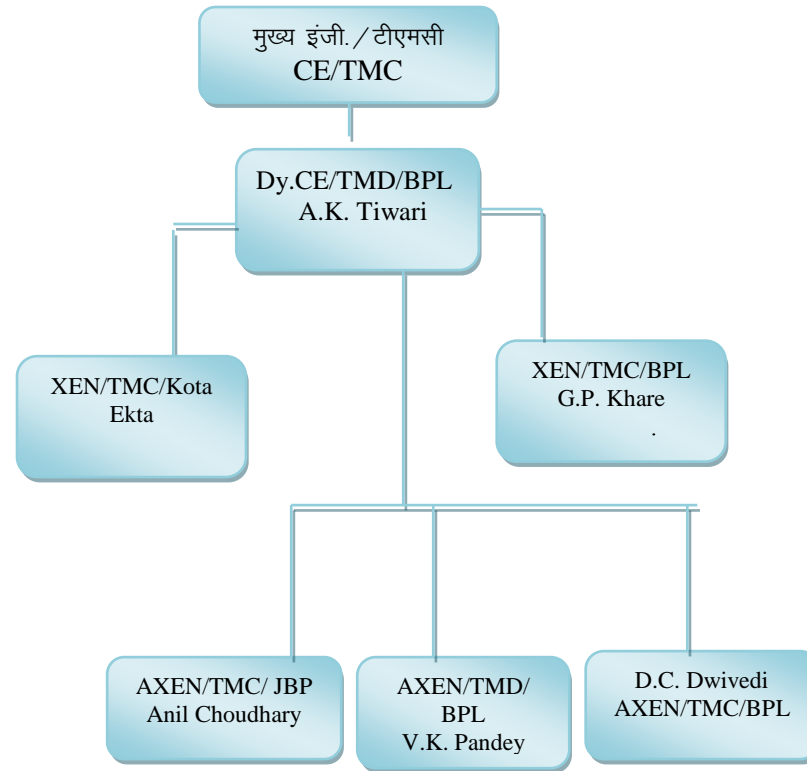 मुख्य इंजी. / टीएमसी
CE/TMC
Dy.CE/TMD/BPL
A.K. Tiwari
XEN/TMC/Kota
Ekta
XEN/TMC/BPL
G.P. Khare
.
AXEN/TMC/ JBP
Anil Choudhary
AXEN/TMD/
BPL
V.K. Pandey
D.C. Dwivedi
AXEN/TMC/BPL